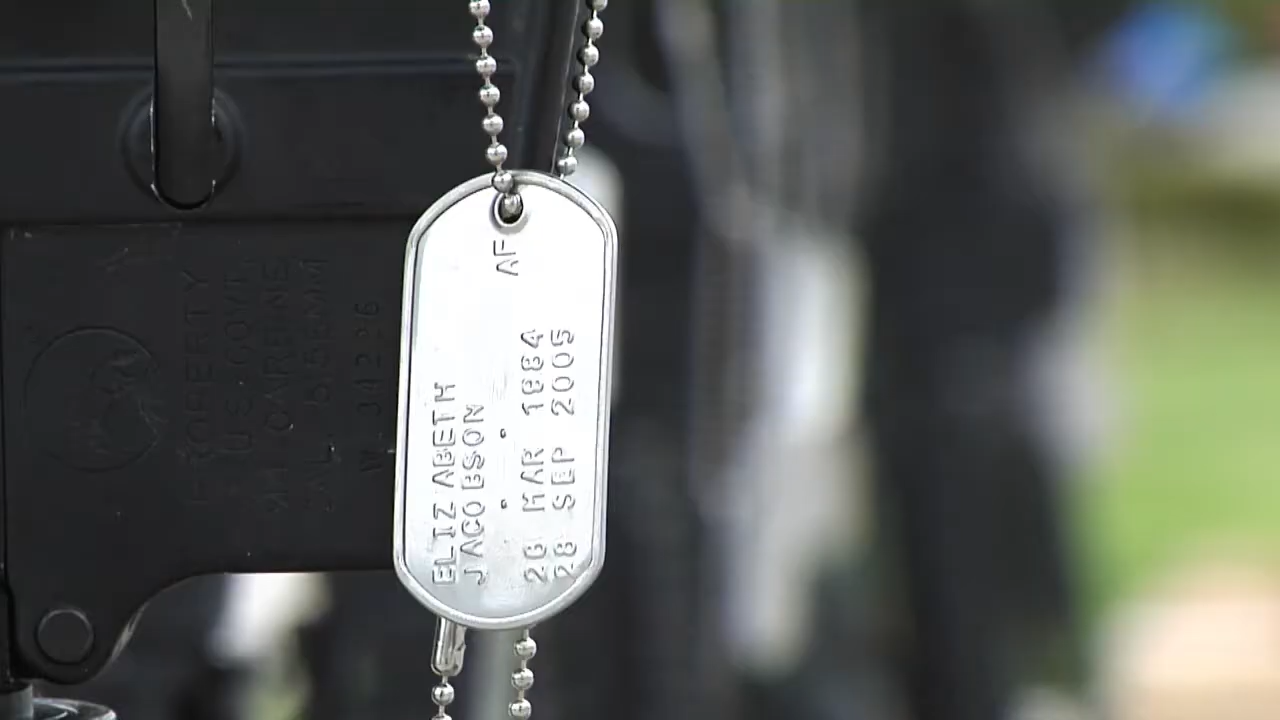 PROPERTY
U.S. GOVT
CARBINE
CAL. 5.56MM
ELIZABETH
JACOBSON
AF
26 MAR 1984
28 SEP 2005